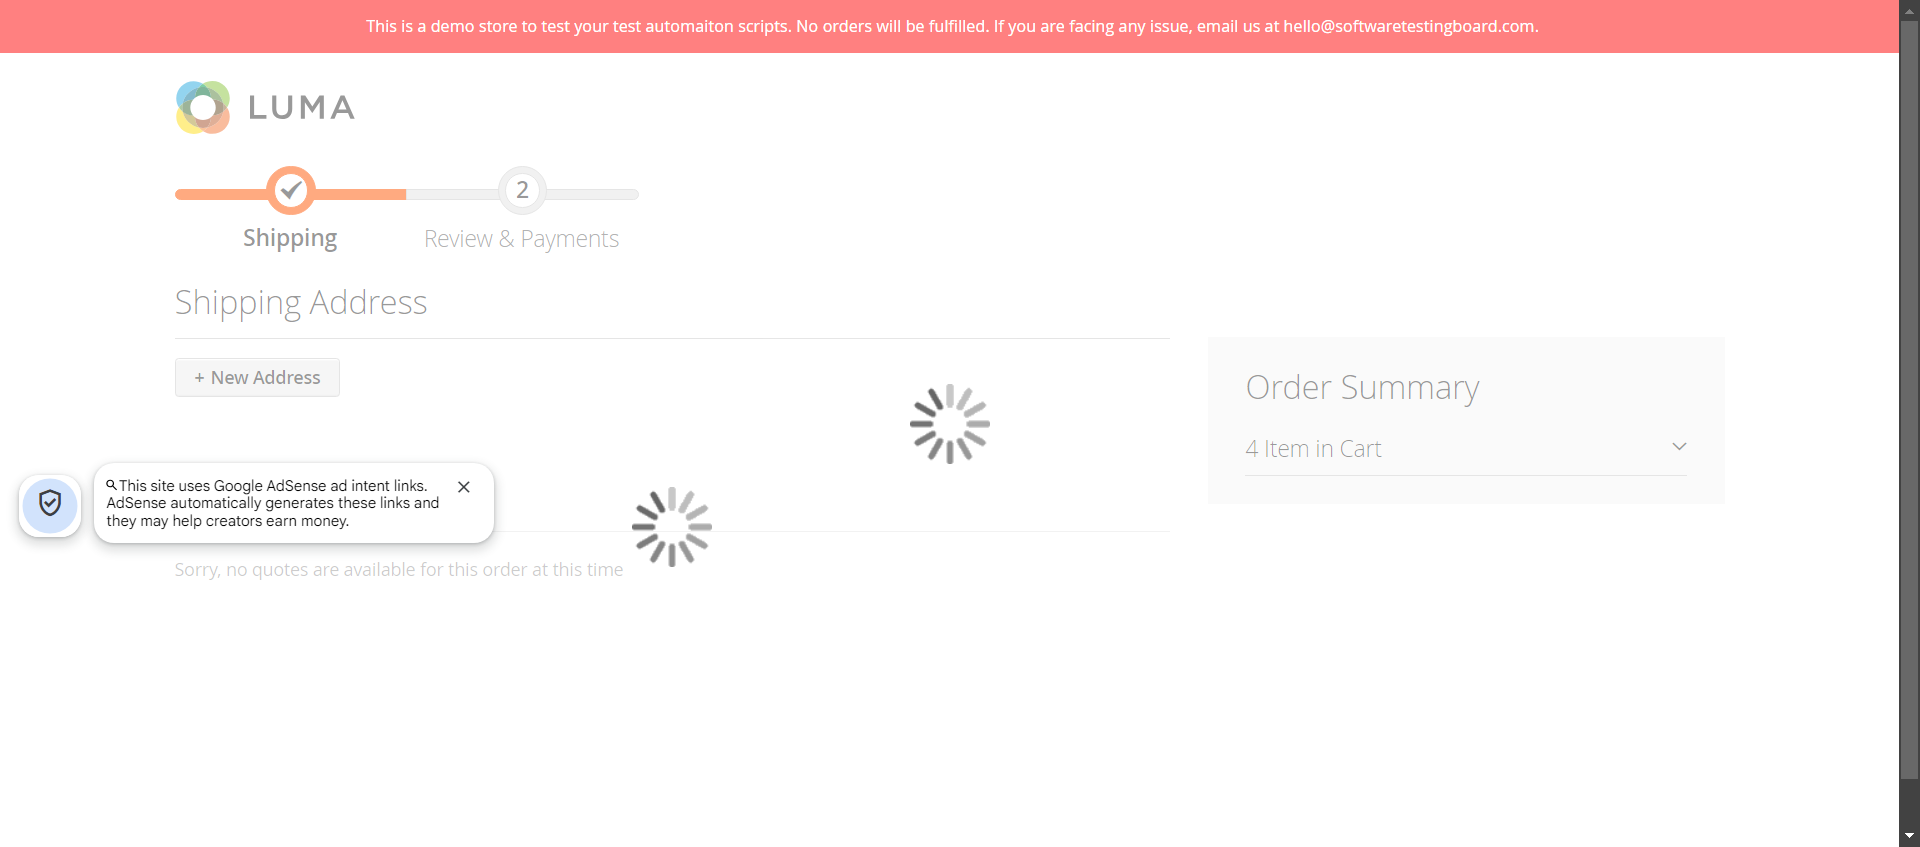 This is a demo store to test your test automaiton scripts. No orders will be fulfilled. If you are facing any issue, email us at hello@softwaretestingboard.com.
LUMA
2
Shipping
Review & Payments
Shipping Address
+ New Address
Order Summary
4 Item in Cart
This site uses Google AdSense ad intent links.
AdSense automatically generates these links and
they may help creators earn money.
Sorry, no quotes are available for this order at this time